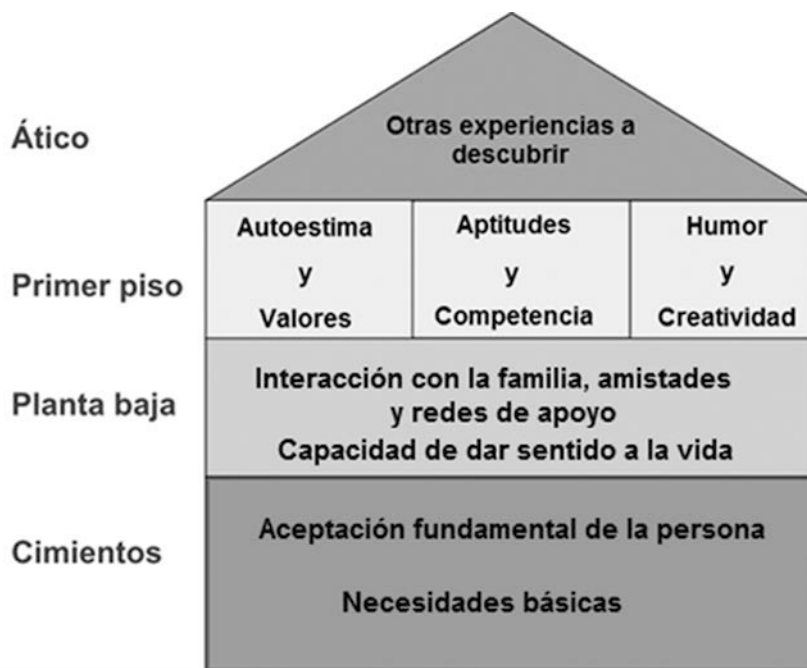 Ático
Otras experiencias a
descubrir
Primer piso
Autoestima
y
Valores
Aptitudes
y
Competencia
Humor
y
Creatividad
Planta baja
Interacción con la familia, amistades
y redes de apoyo
Capacidad de dar sentido a la vida
Cimientos
Aceptación fundamental de la persona
Necesidades básicas